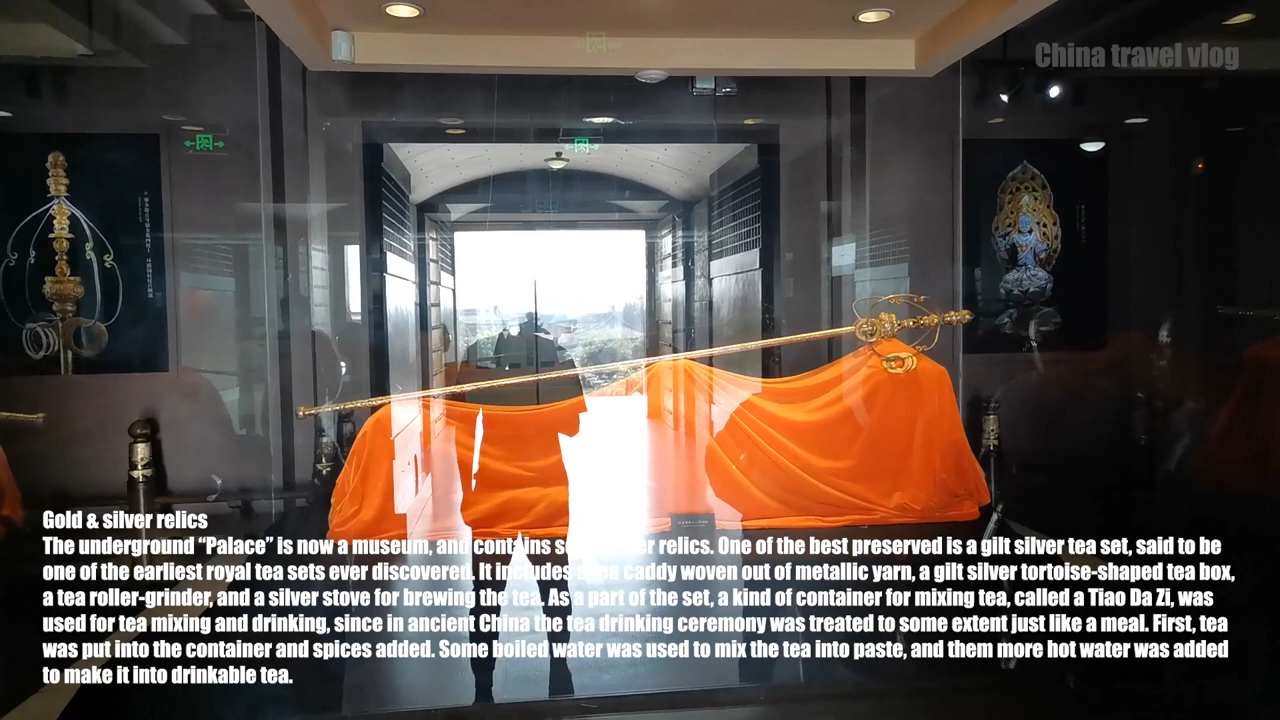 China travel vlog
Gold & silver relics
The underground “Palace” is now a museum, and contains relics. One of the best preserved is a gilt silver tea set, said to be
one of the earliest royal tea sets ever discovered. It includes a tea caddy woven out of metallic yarn, a gilt silver tortoise-shaped tea box,
a tea roller-grinder, and a silver stove for brewing the tea. As a part of the set, a kind of container for mixing tea, called a Tiao Da Zi, was
used for tea mixing and drinking, since in ancient China the tea drinking ceremony was treated to some extent just like a meal. First, tea
was put into the container and spices added. Some boiled water was used to mix the tea into paste, and them more hot water was added
to make it into drinkable tea.